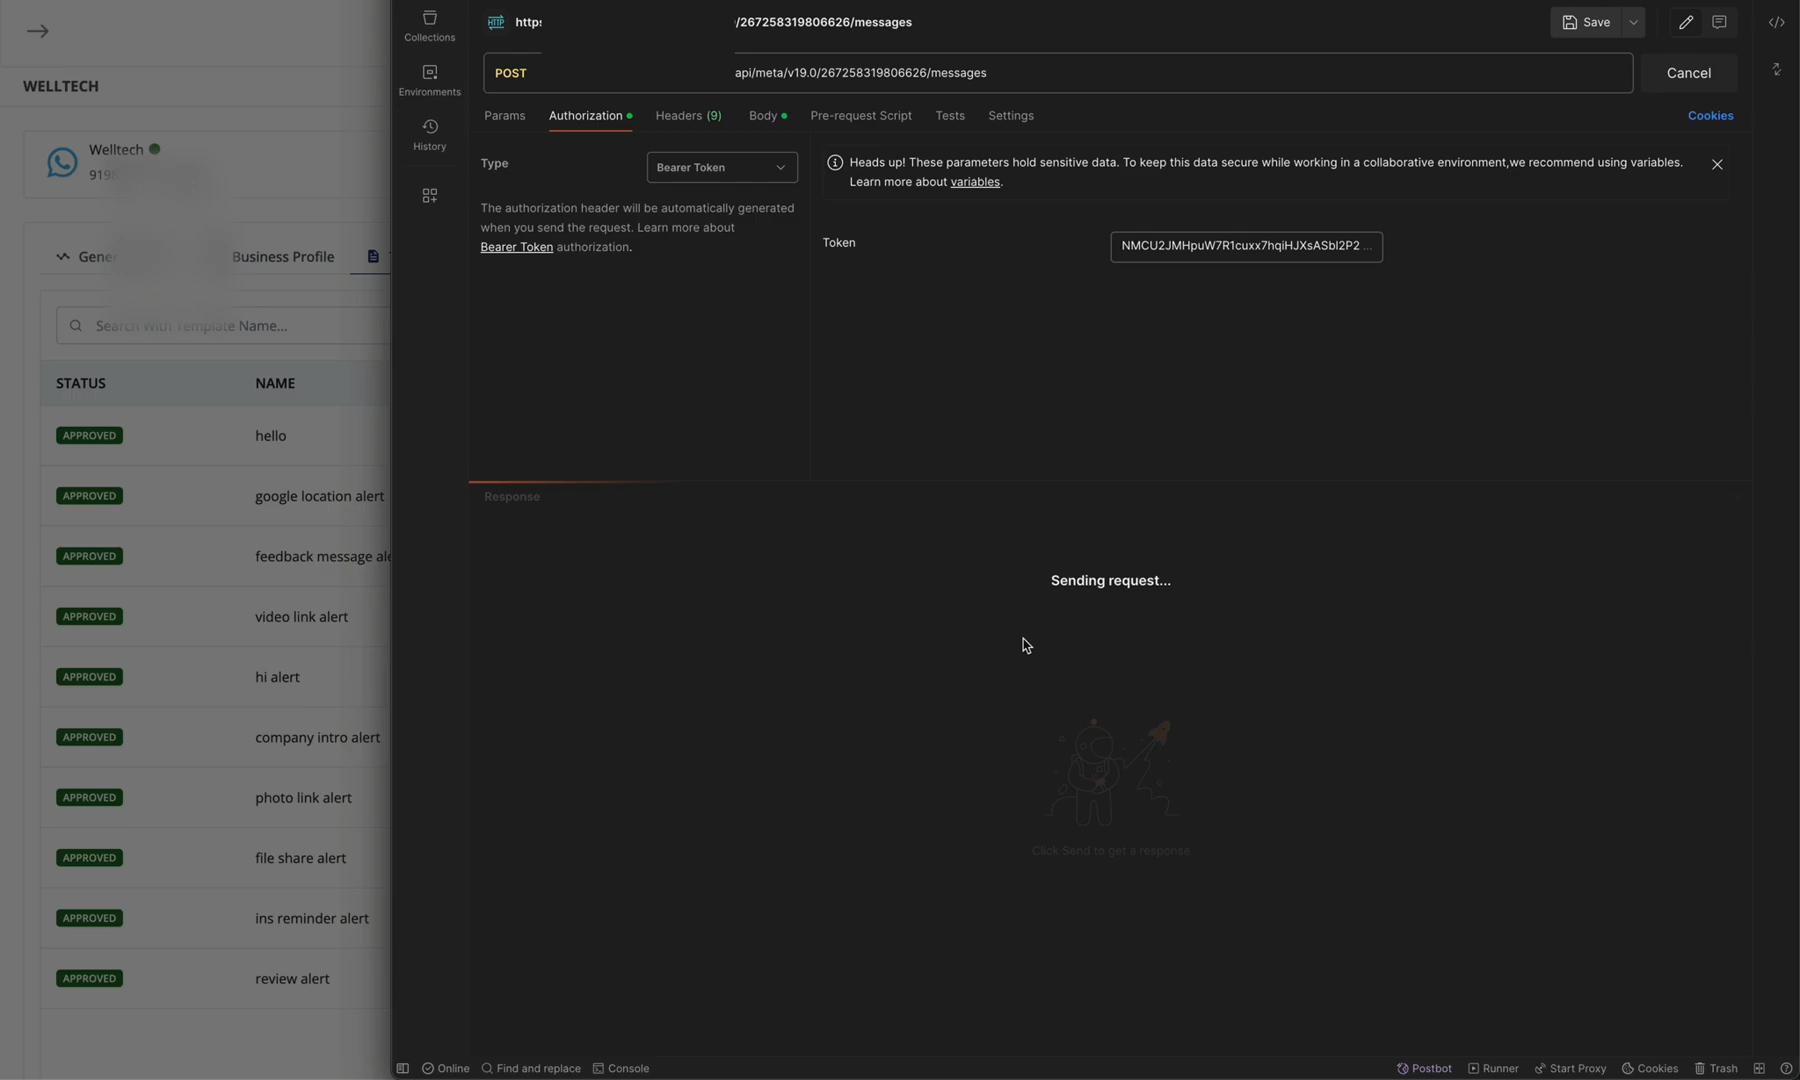 WELLTECH
Welltech
919
Gene
Business Profile
Search With Template Name...
STATUS NAME
APPROVED hello
APPROVED google location alert
APPROVED feedback message ale
APPROVED video link alert
APPROVED hi alert
APPROVED company intro alert
APPROVED photo link alert
APPROVED file share alert
APPROVED ins reminder alert
APPROVED review alert
Collections
Environments
History
HTTP https /267258319806626/messages
Save
POST api/meta/v19.0/267258319806626/messages
Cancel
Params Authorization Headers (9) Body Pre-request Script Tests Settings
Cookies
Type
Bearer Token
The authorization header will be automatically generated
when you send the request. Learn more about
Bearer Token authorization.
Heads up! These parameters hold sensitive data. To keep this data secure while working in a collaborative environment,we recommend using variables.
Learn more about variables.
Token
NMCU2JMHpuW7R1cuxx7hqiHJXsASbl2P2 ...
Response
Sending request...
Click Send to get a response
Online Find and replace Console
Postbot Runner Start Proxy Cookies Trash